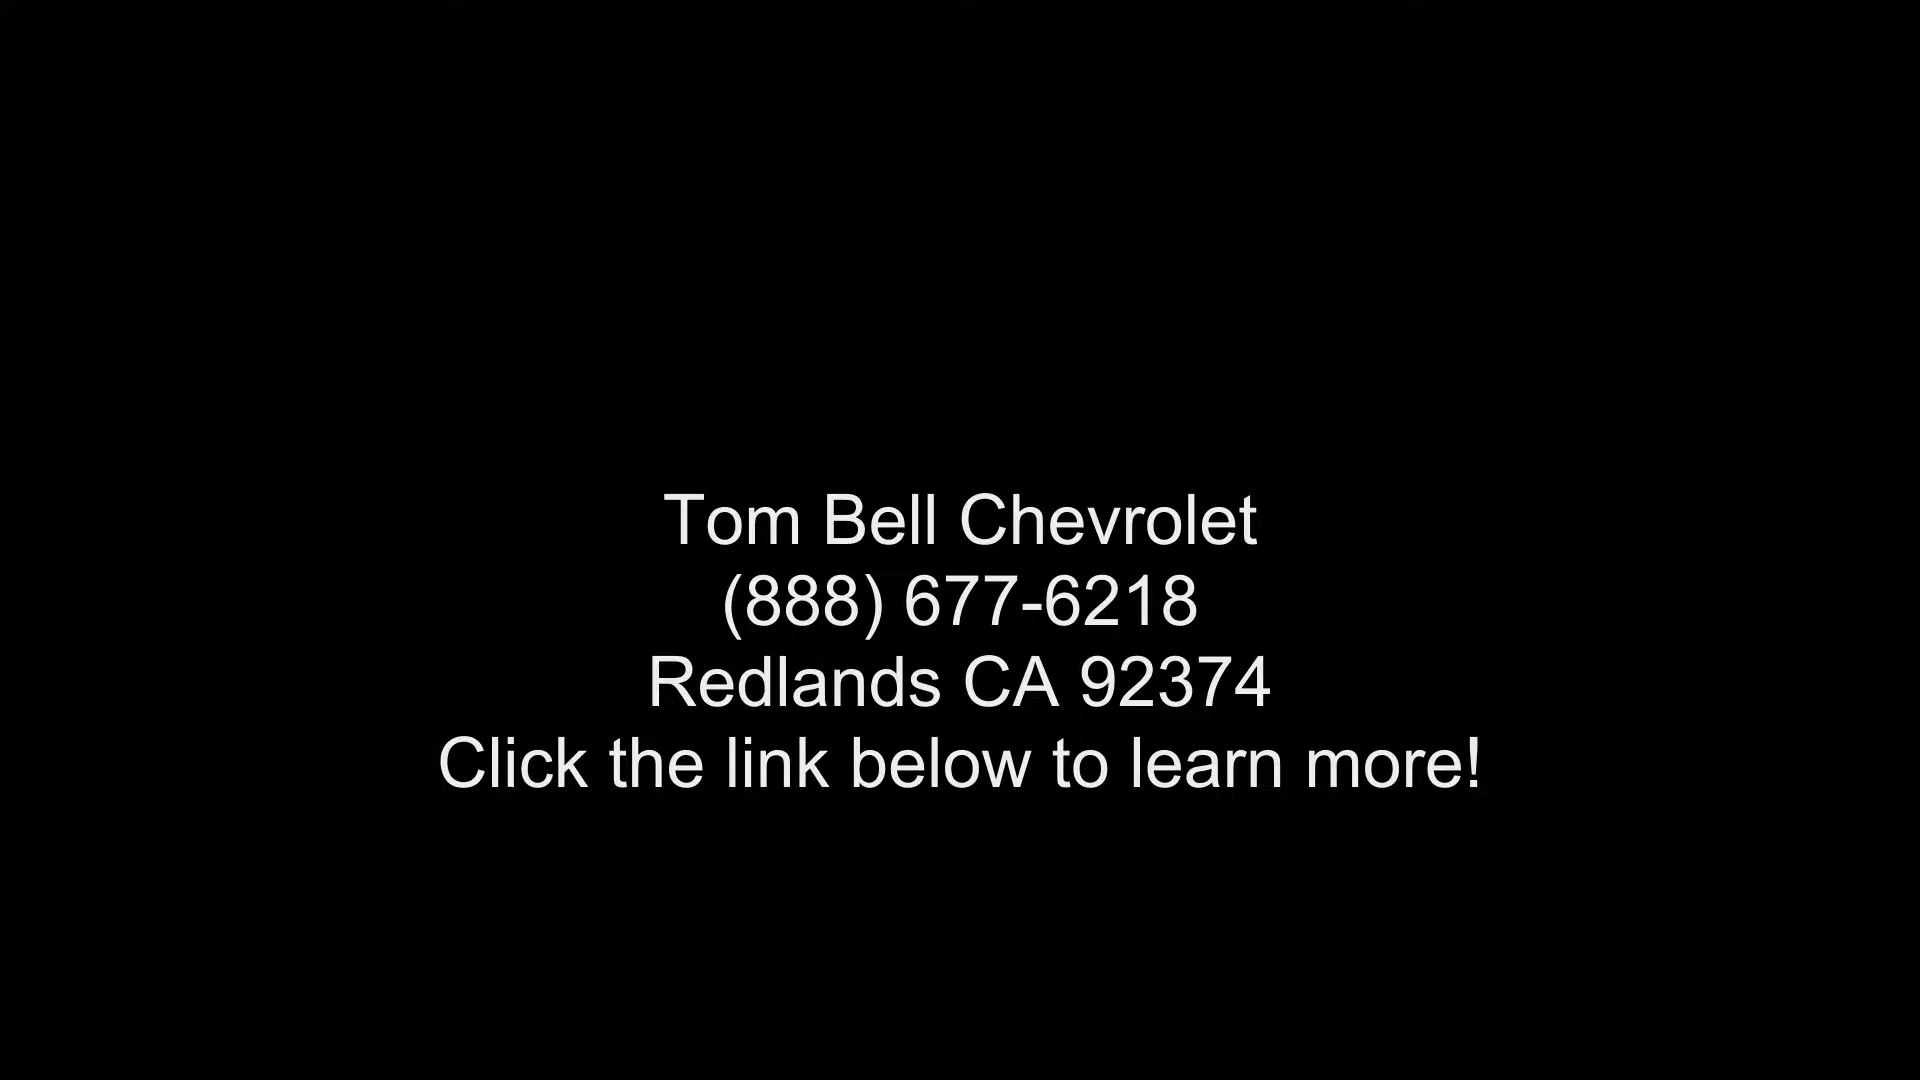 Tom Bell Chevrolet
(888) 677-6218
Redlands CA 92374
Click the link below to learn more!